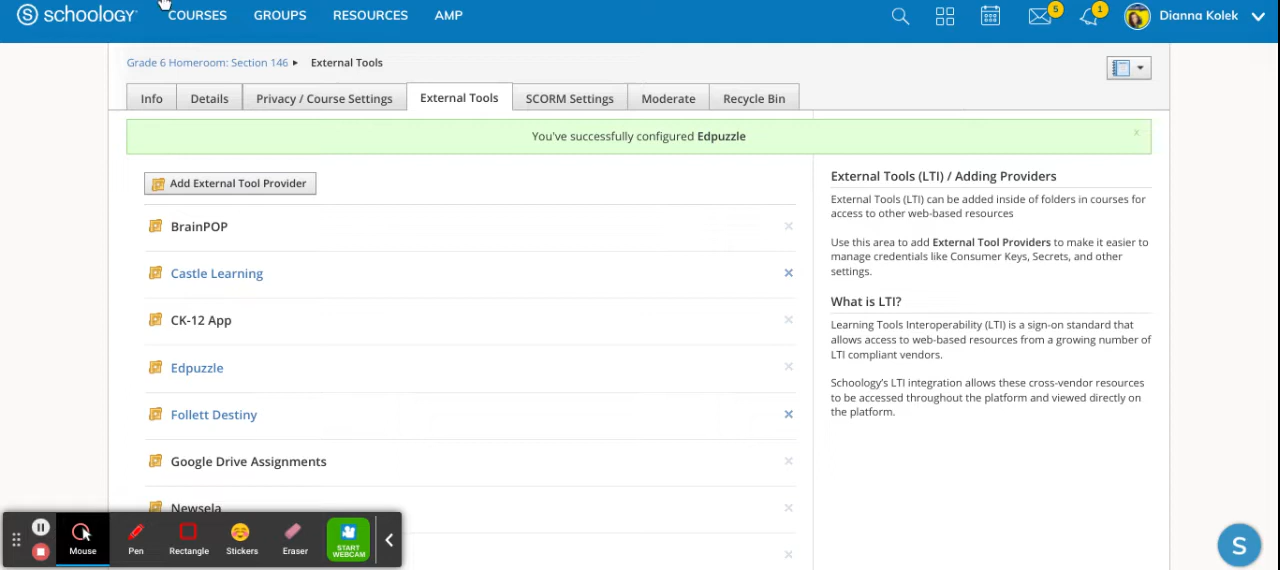 schoology COURSES GROUPS RESOURCES AMP 5 1 Dianna Kolek
Grade 6 Homeroom: Section 146 ▸ External Tools
Info Details Privacy / Course Settings External Tools SCORM Settings Moderate Recycle Bin
You've successfully configured Edpuzzle x
Add External Tool Provider
BrainPOP
Castle Learning
CK-12 App
Edpuzzle
Follett Destiny
Google Drive Assignments
Newsela
External Tools (LTI) / Adding Providers
External Tools (LTI) can be added inside of folders in courses for
access to other web-based resources
Use this area to add External Tool Providers to make it easier to
manage credentials like Consumer Keys, Secrets, and other
settings.
What is LTI?
Learning Tools Interoperability (LTI) is a sign-on standard that
allows access to web-based resources from a growing number of
LTI compliant vendors.
Schoology's LTI integration allows these cross-vendor resources
to be accessed throughout the platform and viewed directly on
the platform.
Mouse Pen Rectangle Stickers Eraser START
WEBCAM
S